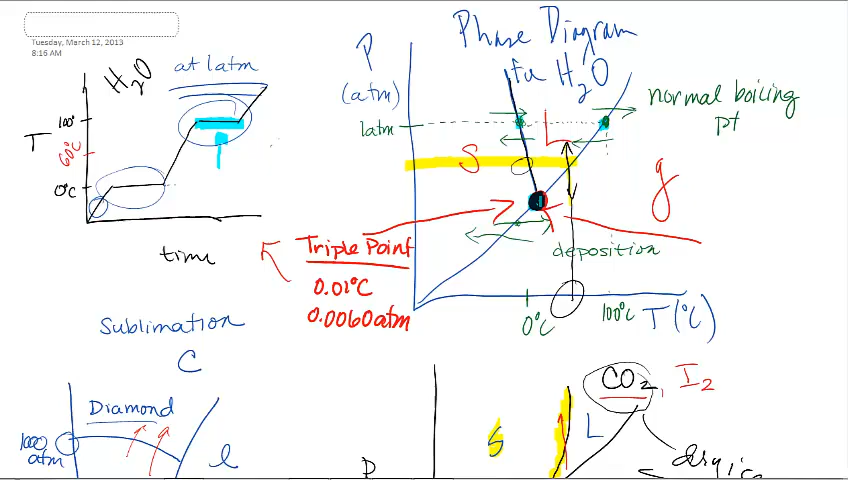 Tuesday, March 12, 2013
8:16 AM
H2O
at 1atm
T
100°
60°C
0°C
time
Phase Diagram
for H2O
P
(atm)
1atm
normal boiling
pt
S
L
g
deposition
Triple Point
0.01°C
0.0060atm
0°C
100°C
T(°C)
Sublimation
C
Diamond
1000
atm
l
P
CO2, I2
S
L